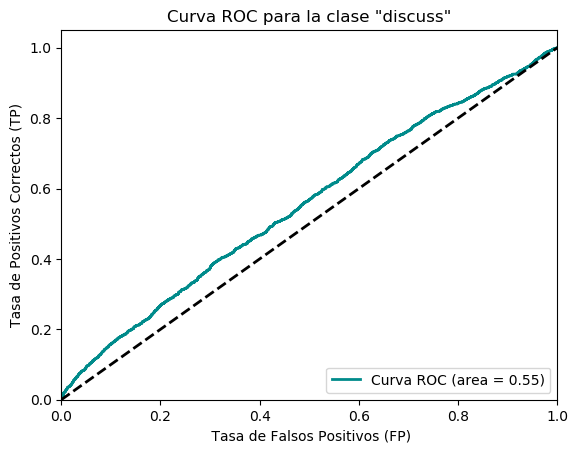 Curva ROC para la clase "discuss"
1.0
0.8
0.6
0.4
0.2
0.0
Tasa de Positivos Correctos (TP)
Curva ROC (area = 0.55)
0.0 0.2 0.4 0.6 0.8 1.0
Tasa de Falsos Positivos (FP)